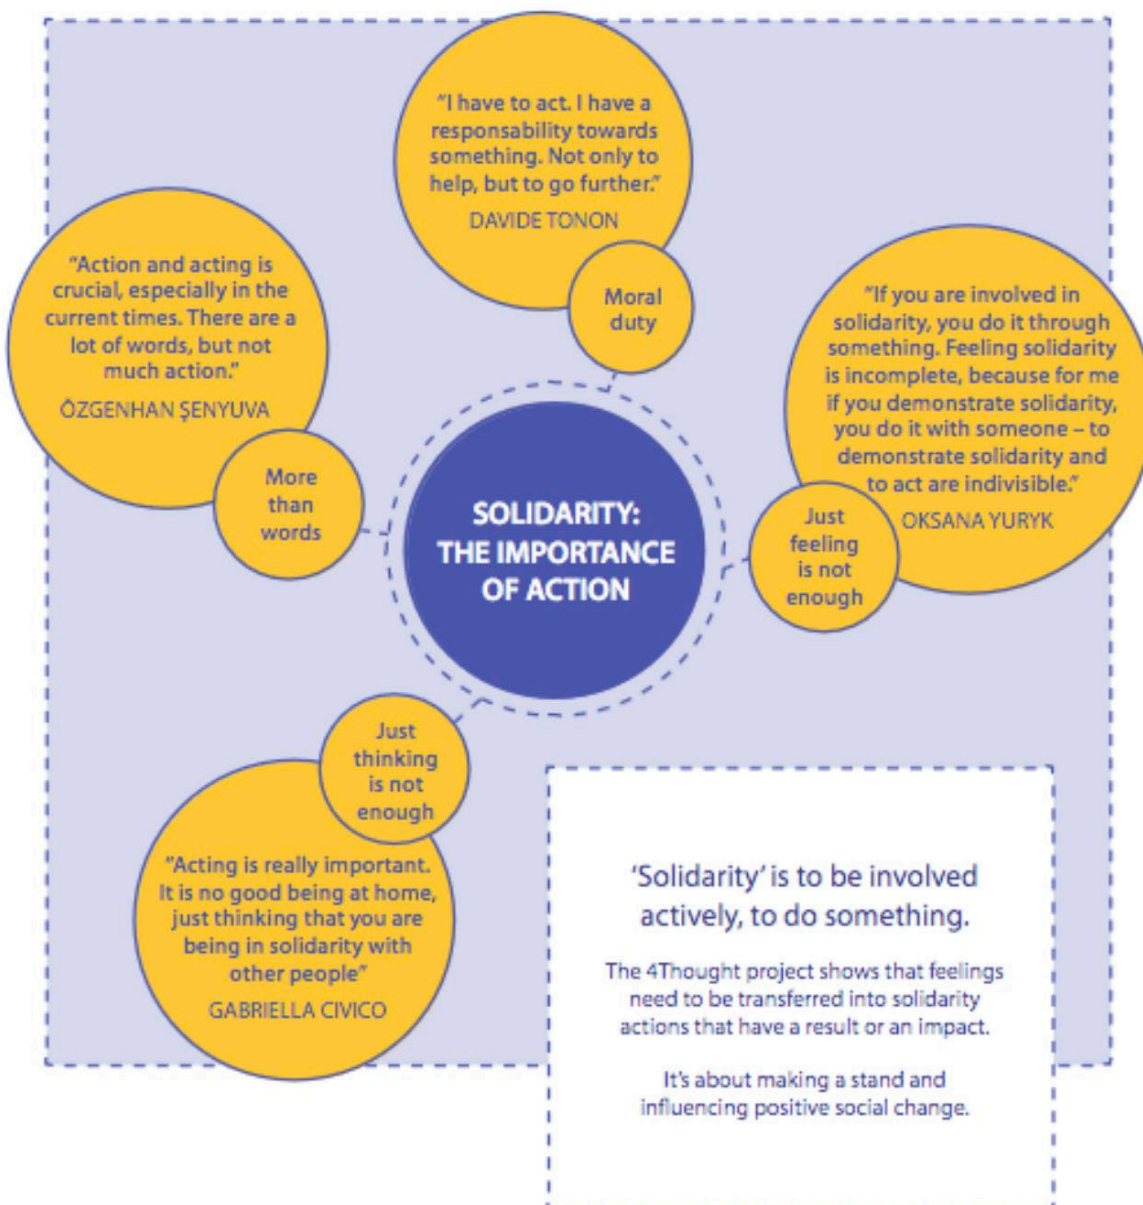 "I have to act. I have a
responsability towards
something. Not only to
help, but to go further."
DAVIDE TONON
Moral
duty
"Action and acting is
crucial, especially in the
current times. There are a
lot of words, but not
much action."
ÖZGENHAN ŞENYUVA
More
than
words
"If you are involved in
solidarity, you do it through
something. Feeling solidarity
is incomplete, because for me
if you demonstrate solidarity,
you do it with someone – to
demonstrate solidarity and
to act are indivisible."
OKSANA YURYK
Just
feeling
is not
enough
SOLIDARITY:
THE IMPORTANCE
OF ACTION
Just
thinking
is not
enough
"Acting is really important.
It is no good being at home,
just thinking that you are
being in solidarity with
other people"
GABRIELLA CIVICO
'Solidarity' is to be involved
actively, to do something.
The 4Thought project shows that feelings
need to be transferred into solidarity
actions that have a result or an impact.
It's about making a stand and
influencing positive social change.